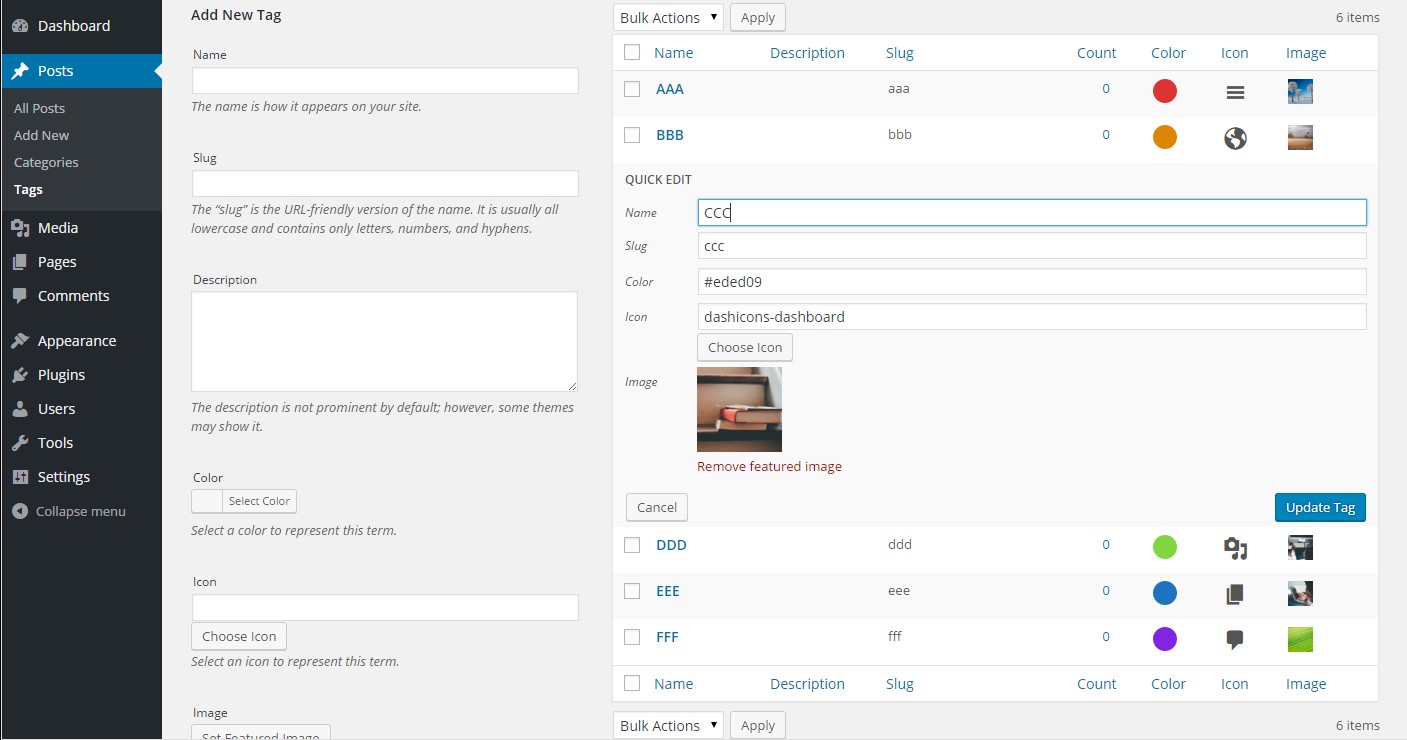 Dashboard
Posts
All Posts
Add New
Categories
Tags
Media
Pages
Comments
Appearance
Plugins
Users
Tools
Settings
Collapse menu
Add New Tag
Name
The name is how it appears on your site.
Slug
The “slug” is the URL-friendly version of the name. It is usually all
lowercase and contains only letters, numbers, and hyphens.
Description
The description is not prominent by default; however, some themes
may show it.
Color
Select Color
Select a color to represent this term.
Icon
Choose Icon
Select an icon to represent this term.
Image
Set Featured Image
Bulk Actions Apply 6 items
Name Description Slug Count Color Icon Image
AAA aaa 0
BBB bbb 0
QUICK EDIT
Name CCC
Slug ccc
Color #eded09
Icon dashicons-dashboard
Choose Icon
Image
Remove featured image
Cancel Update Tag
DDD ddd 0
EEE eee 0
FFF fff 0
Name Description Slug Count Color Icon Image
Bulk Actions Apply 6 items